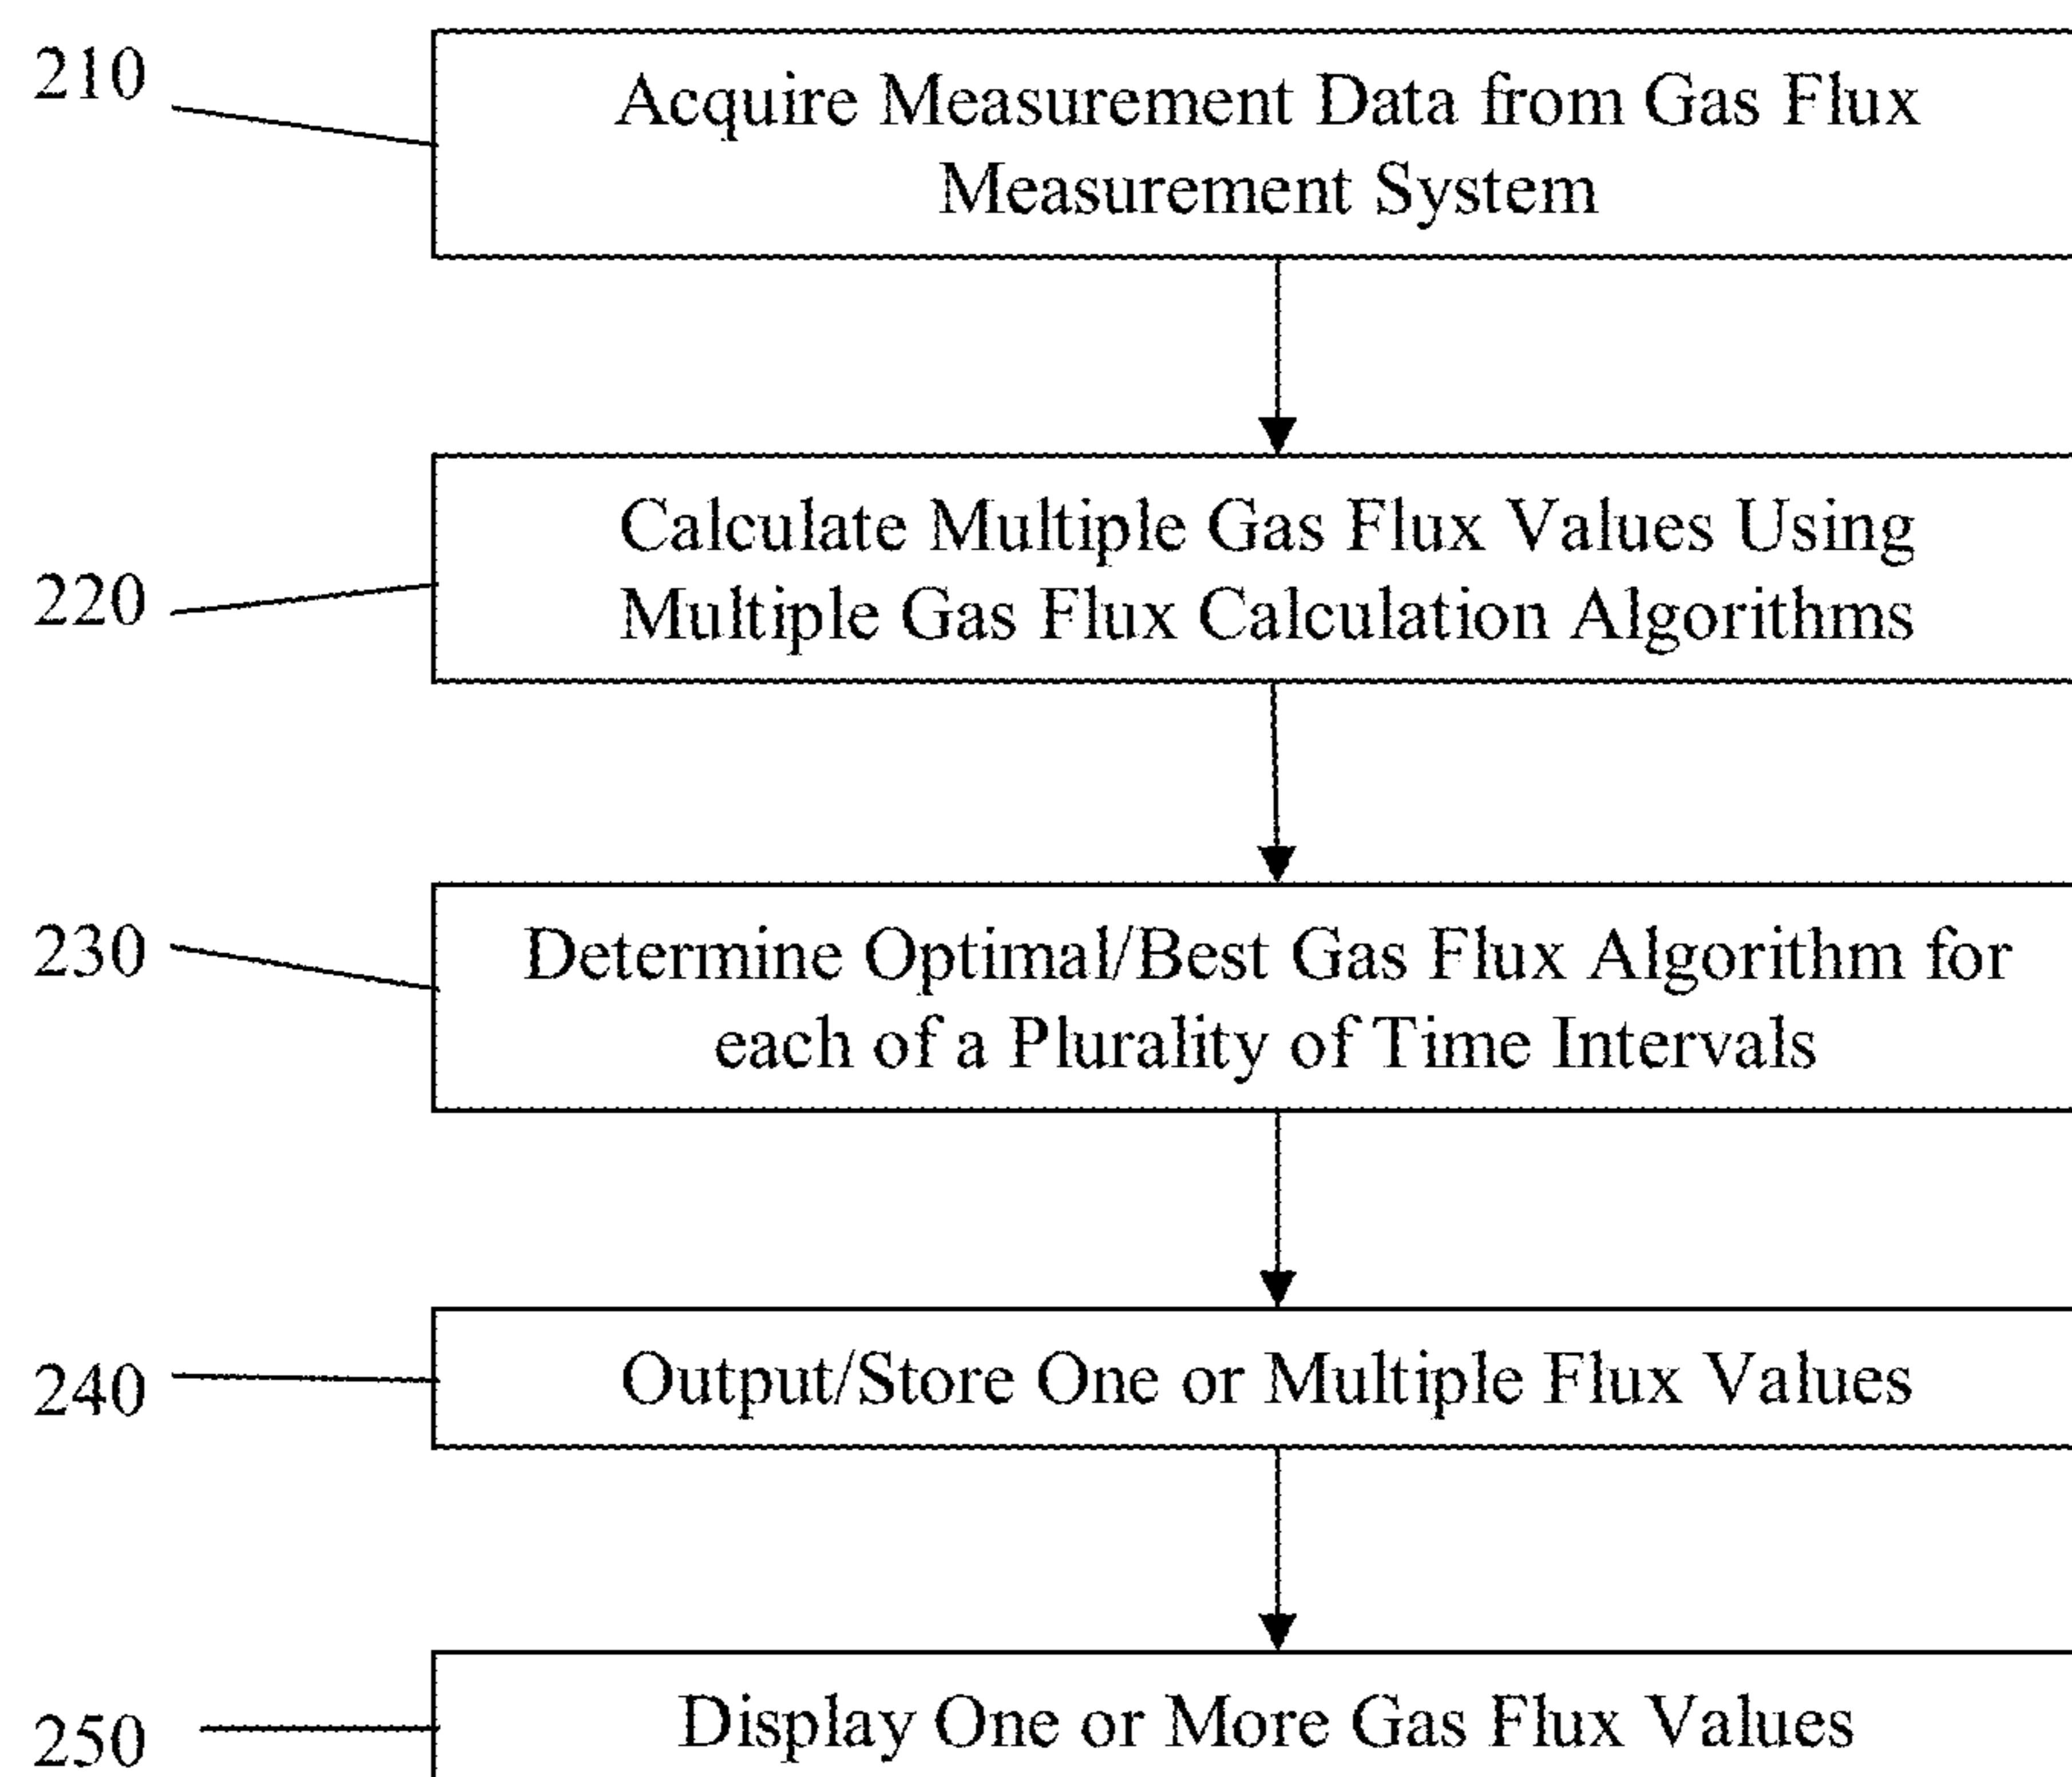 210
Acquire Measurement Data from Gas Flux
Measurement System
Calculate Multiple Gas Flux Values Using
Multiple Gas Flux Calculation Algorithms
220
230
Determine Optimal/Best Gas Flux Algorithm for
each of a Plurality of Time Intervals
240
Output/Store One or Multiple Flux Values
250
Display One or More Gas Flux Values